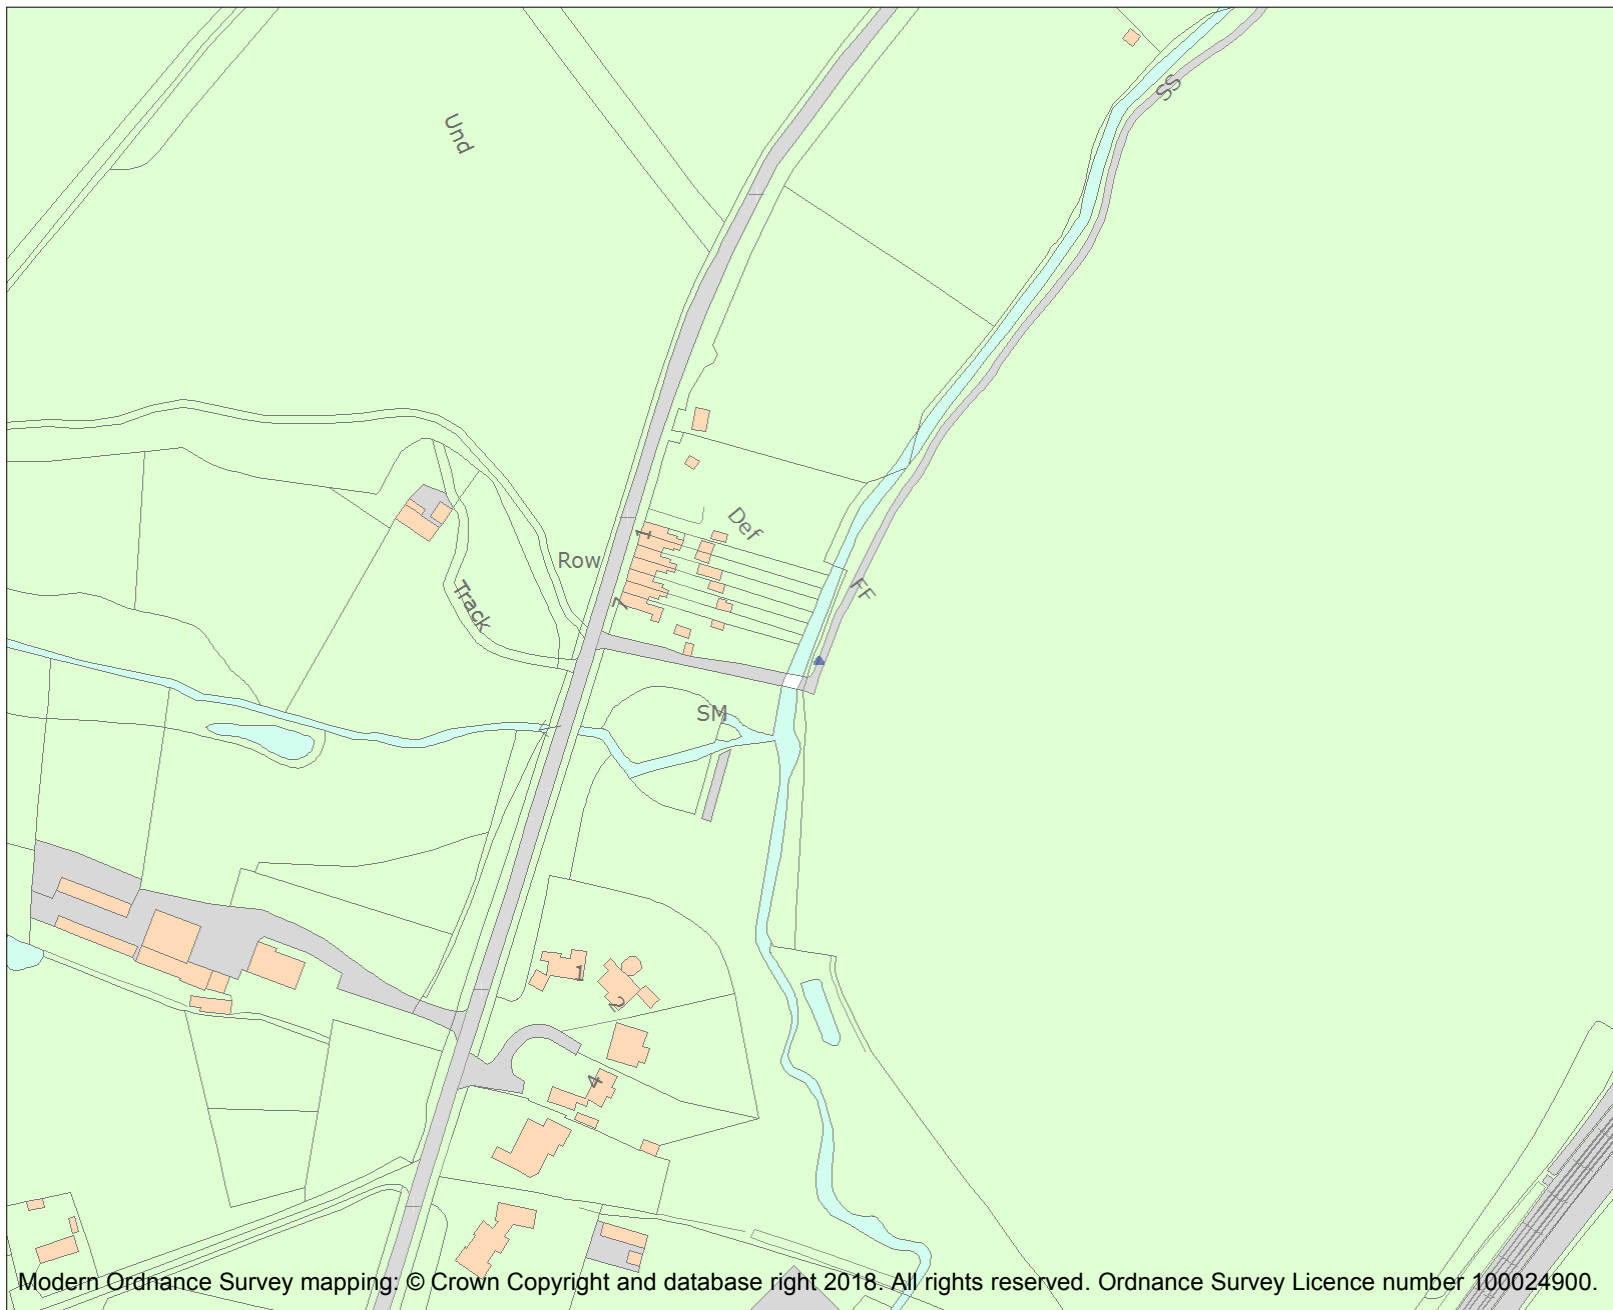 SS
Und
Def
1
Row
FF
7
Track
SM
1
2
4
Modern Ordnance Survey mapping: © Crown Copyright and database right 2018. All rights reserved. Ordnance Survey Licence number 100024900.